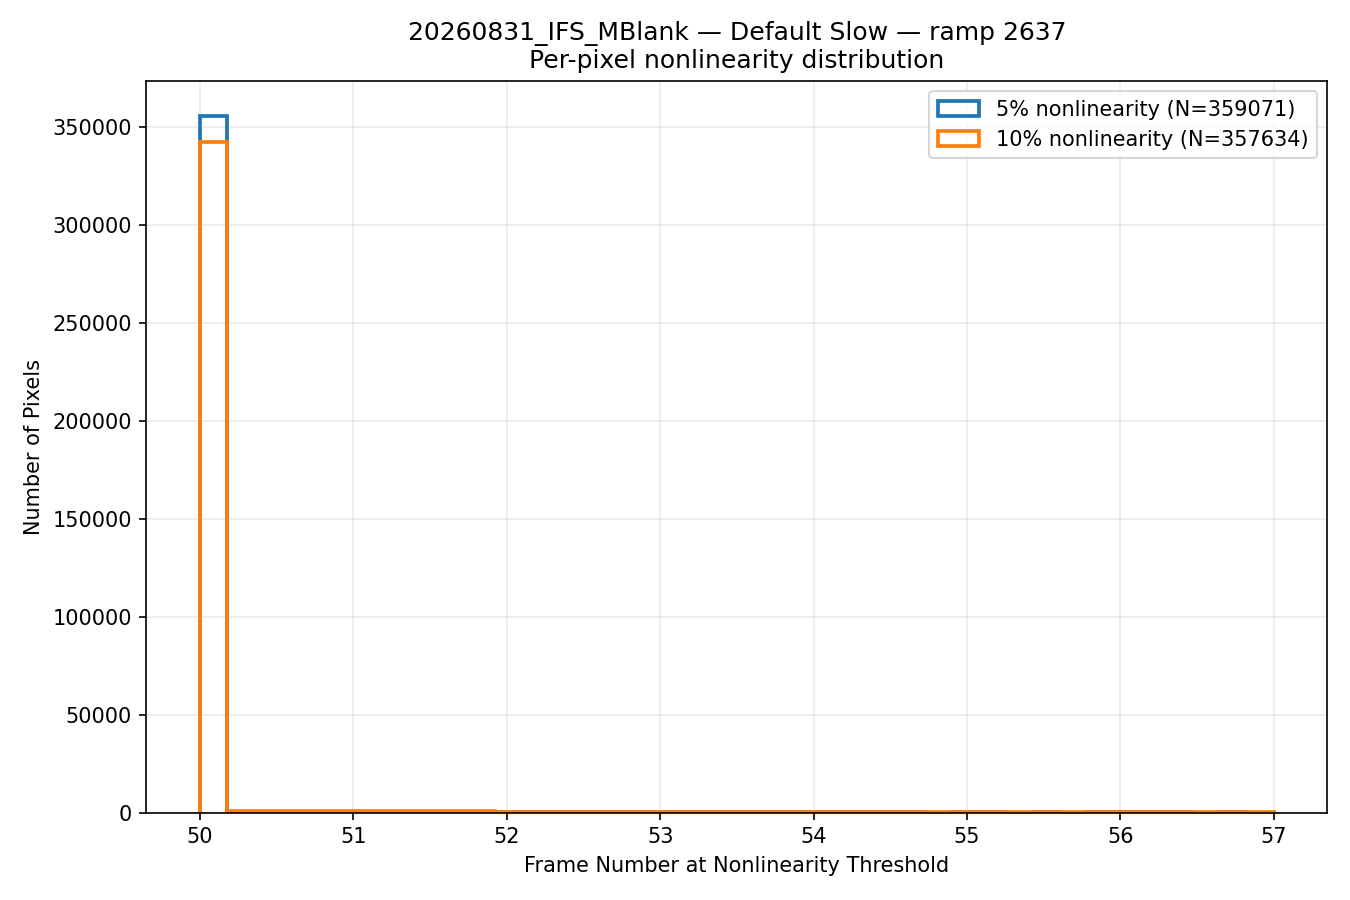 20260831_IFS_MBlank — Default Slow — ramp 2637
Per-pixel nonlinearity distribution
5% nonlinearity (N=359071)
10% nonlinearity (N=357634)
Number of Pixels
350000
300000
250000
200000
150000
100000
50000
0
50 51 52 53 54 55 56 57
Frame Number at Nonlinearity Threshold